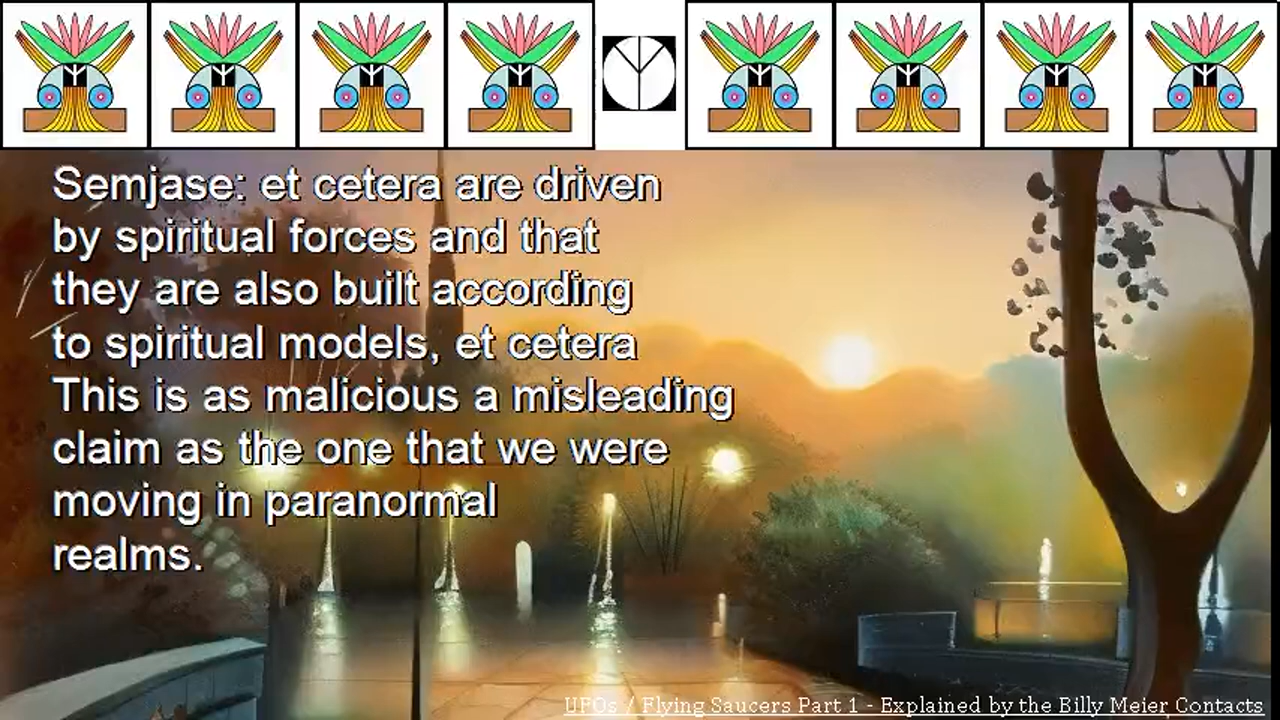 Semjase: et cetera are driven
by spiritual forces and that
they are also built according
to spiritual models, et cetera
This is as malicious a misleading
claim as the one that we were
moving in paranormal
realms.
UFOs / Flying Saucers Part 1 - Explained by the Billy Meier Contacts